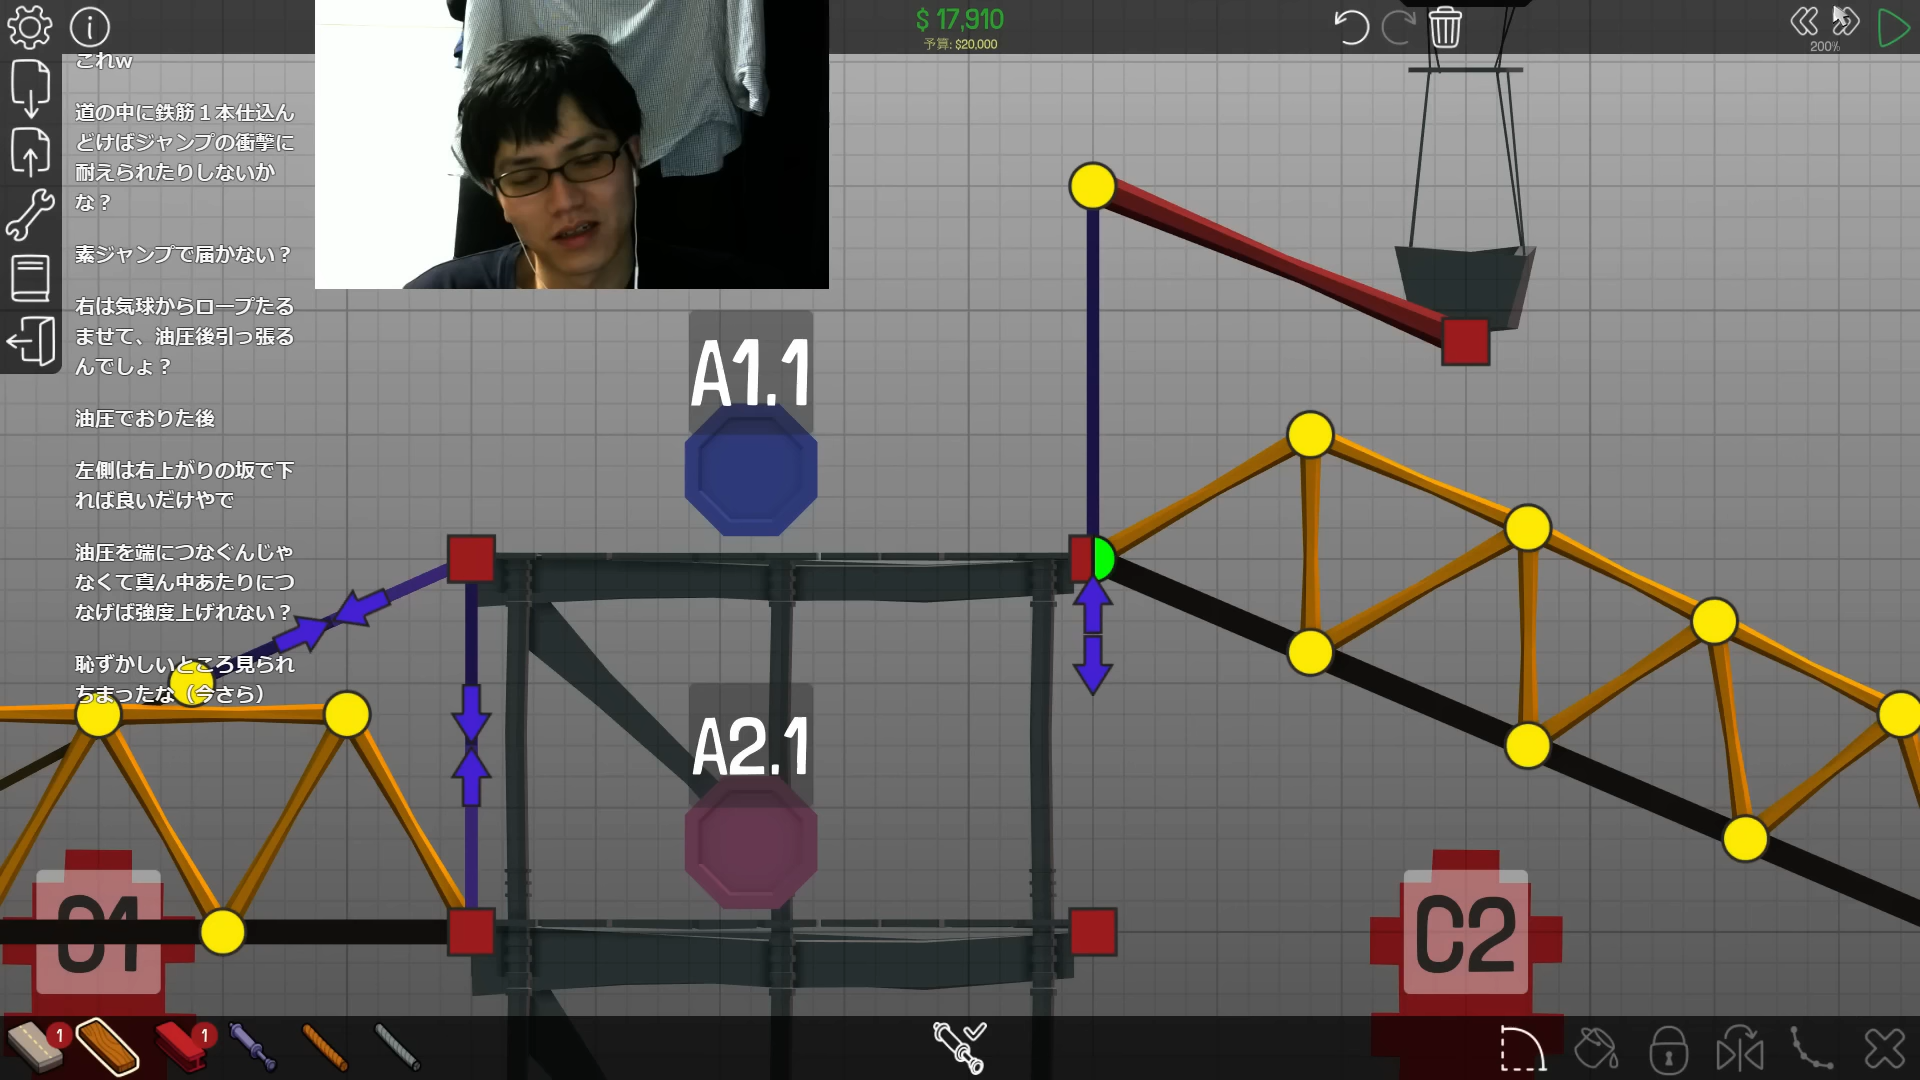 $ 17,910
予算: $20,000
200%
これw
道の中に鉄筋１本仕込ん
どけばジャンプの衝撃に
耐えられたりしないか
な？
素ジャンプで届かない？
右は気球からロープたる
ませて、油圧後引っ張る
んでしょ？
油圧でおりた後
左側は右上がりの坂で下
れば良いだけやで
油圧を端につなぐんじゃ
なくて真ん中あたりにつ
なげば強度上げれない？
恥ずかしいところ見られ
ちまったな（今さら）
A1.1
A2.1
C1
C2
1
1